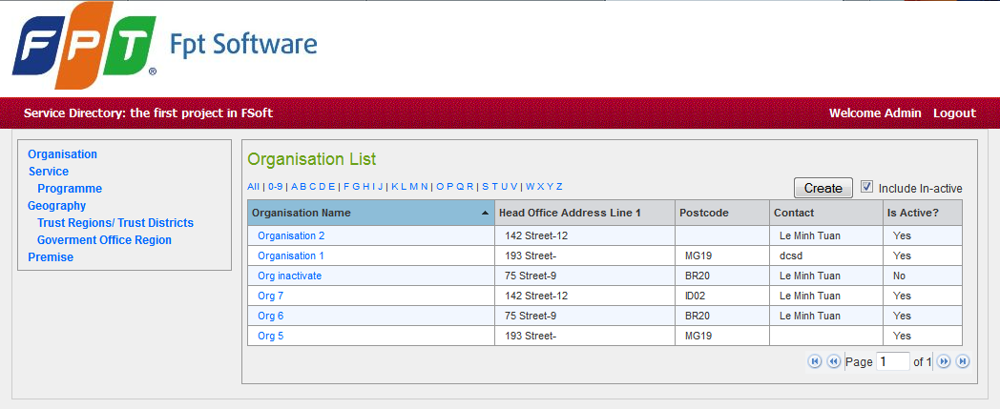 FPT ®
Fpt Software
Service Directory: the first project in FSoft Welcome Admin Logout
Organisation
Service
Programme
Geography
Trust Regions/ Trust Districts
Goverment Office Region
Premise
Organisation List
All | 0-9 | A B C D E | F G H I J | K L M N | O P Q R | S T U V | W X Y Z
Create Include In-active
Organisation Name Head Office Address Line 1 Postcode Contact Is Active?
Organisation 2 142 Street-12 Le Minh Tuan Yes
Organisation 1 193 Street- MG19 dcsd Yes
Org inactivate 75 Street-9 BR20 Le Minh Tuan No
Org 7 142 Street-12 ID02 Le Minh Tuan Yes
Org 6 75 Street-9 BR20 Le Minh Tuan Yes
Org 5 193 Street- MG19 Yes
Page 1 of 1